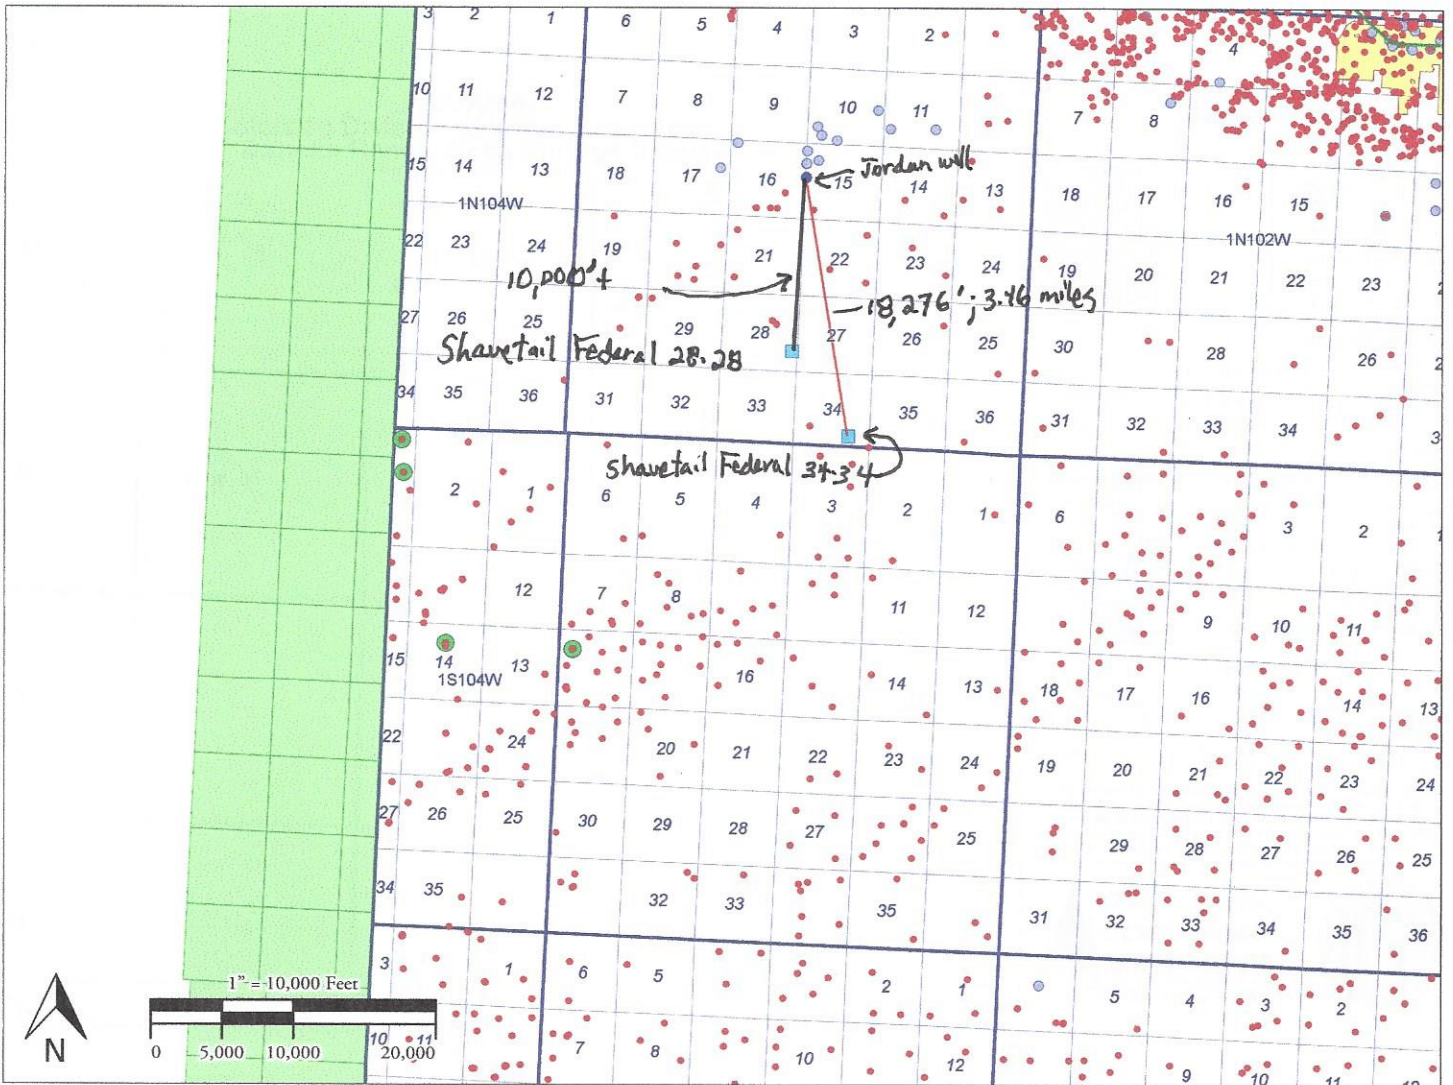 3 2 1 6 5 4 3 2 4
10 11 12 7 8 9 10 11 7 8
Jordan well
15 14 13 18 17 16 15 14 13 18 17 16 15
1N104W
1N102W
22 23 24 19 21 22 23 24 19 20 21 22 23
10,000'±
18,276'; 3.46 miles
27 26 25 29 28 27 26 25 30 28 26
Shavetail Federal 28-28
34 35 36 31 32 33 34 35 36 31 32 33 34
Shavetail Federal 34-34
2 1 6 5 4 3 2 1 6 3 2 1
12 7 8 11 12 9 10 11
15 14 13 16 14 13 18 17 16 14 13
1S104W
22 24 20 21 22 23 24 19 20 21 22 23 24
27 26 25 30 29 28 27 25 29 28 27 26 25
34 35 32 33 35 31 32 33 34 35 36
3 1 6 5 2 1 5 4 3 2
1" = 10,000 Feet
10 11 7 8 10 12 9 10 11
0 5,000 10,000 20,000
N